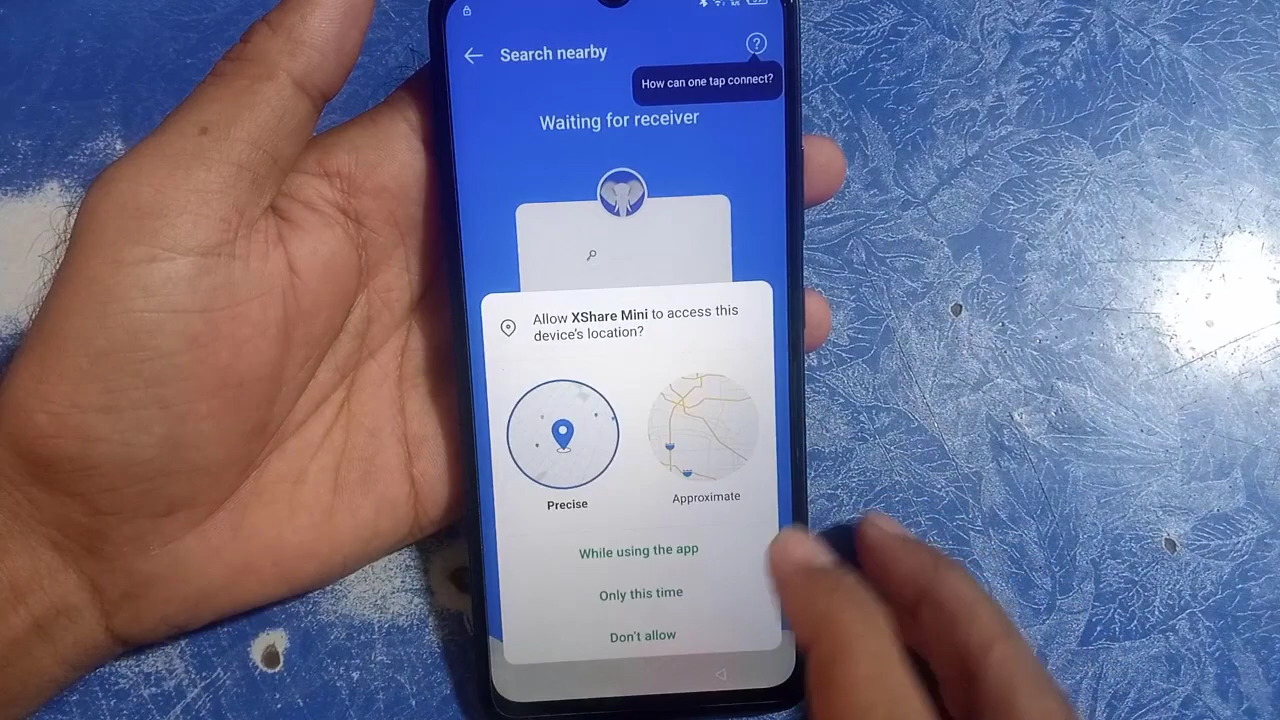 Search nearby
?
How can one tap connect?
Waiting for receiver
Allow XShare Mini to access this
device's location?
Precise
Approximate
While using the app
Only this time
Don't allow